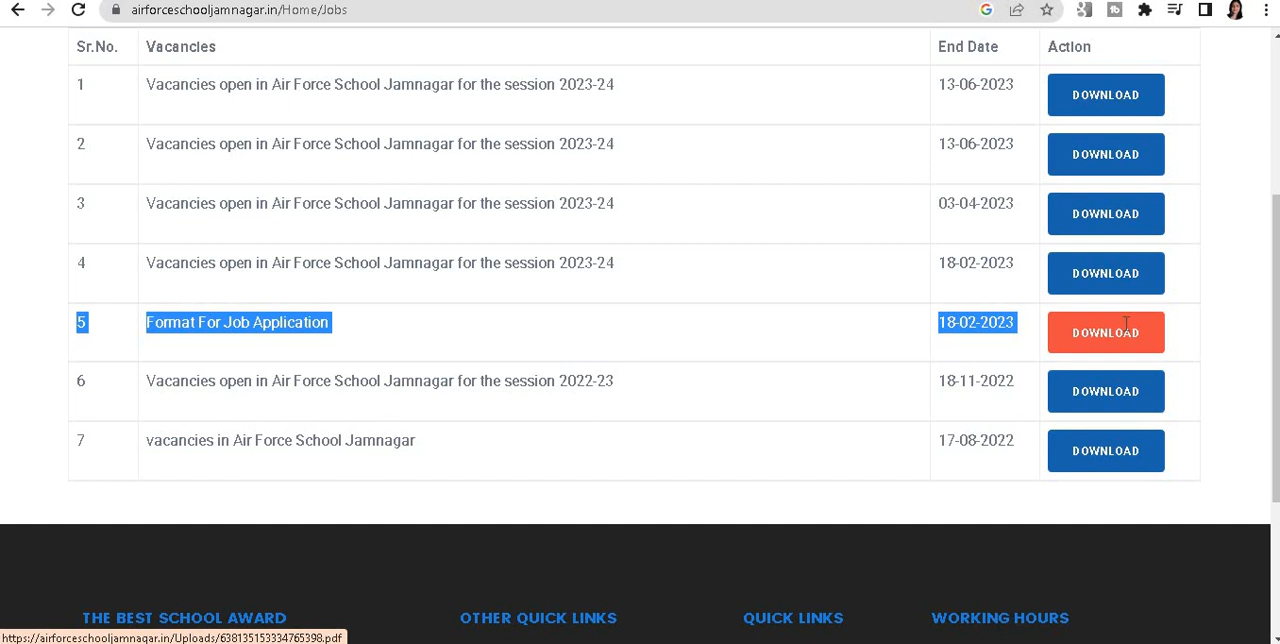 airforceschooljamnagar.in/Home/Jobs
Sr.No. Vacancies End Date Action
1 Vacancies open in Air Force School Jamnagar for the session 2023-24 13-06-2023 DOWNLOAD
2 Vacancies open in Air Force School Jamnagar for the session 2023-24 13-06-2023 DOWNLOAD
3 Vacancies open in Air Force School Jamnagar for the session 2023-24 03-04-2023 DOWNLOAD
4 Vacancies open in Air Force School Jamnagar for the session 2023-24 18-02-2023 DOWNLOAD
5 Format For Job Application 18-02-2023 DOWNLOAD
6 Vacancies open in Air Force School Jamnagar for the session 2022-23 18-11-2022 DOWNLOAD
7 vacancies in Air Force School Jamnagar 17-08-2022 DOWNLOAD
THE BEST SCHOOL AWARD OTHER QUICK LINKS QUICK LINKS WORKING HOURS
https://airforceschooljamnagar.in/Uploads/638135153334765398.pdf